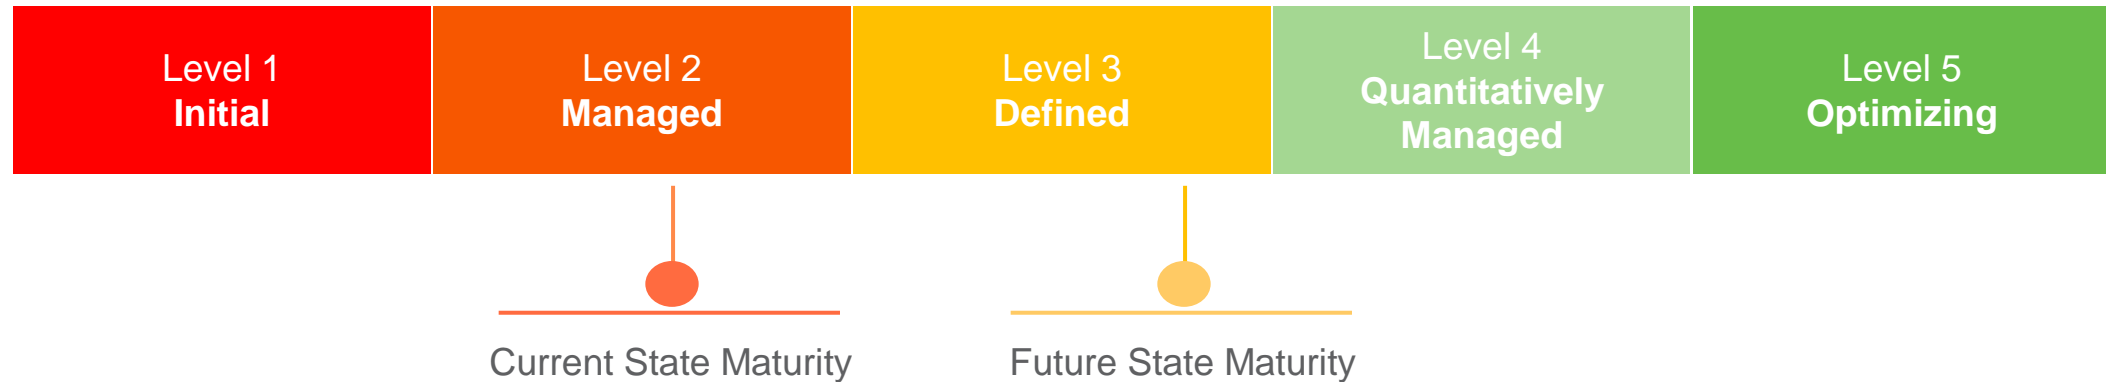 Level 1
Initial
Level 2
Managed
Level 3
Defined
Level 4
Quantitatively
Managed
Level 5
Optimizing
Current State Maturity
Future State Maturity